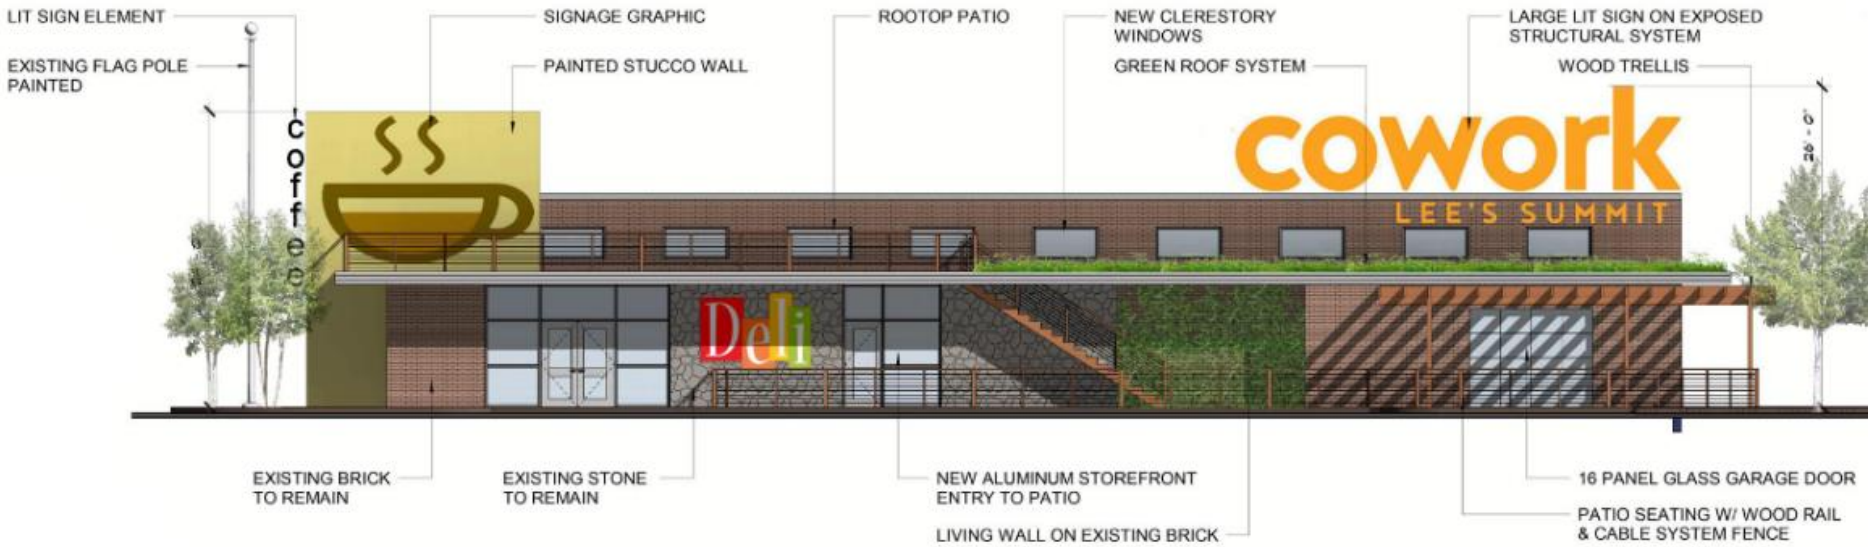 LIT SIGN ELEMENT
SIGNAGE GRAPHIC
ROOTOP PATIO
NEW CLERESTORY
WINDOWS
LARGE LIT SIGN ON EXPOSED
STRUCTURAL SYSTEM
EXISTING FLAG POLE
PAINTED
PAINTED STUCCO WALL
GREEN ROOF SYSTEM
WOOD TRELLIS
coffee
cowork
LEE'S SUMMIT
26' - 0"
Deli
EXISTING BRICK
TO REMAIN
EXISTING STONE
TO REMAIN
NEW ALUMINUM STOREFRONT
ENTRY TO PATIO
LIVING WALL ON EXISTING BRICK
16 PANEL GLASS GARAGE DOOR
PATIO SEATING W/ WOOD RAIL
& CABLE SYSTEM FENCE